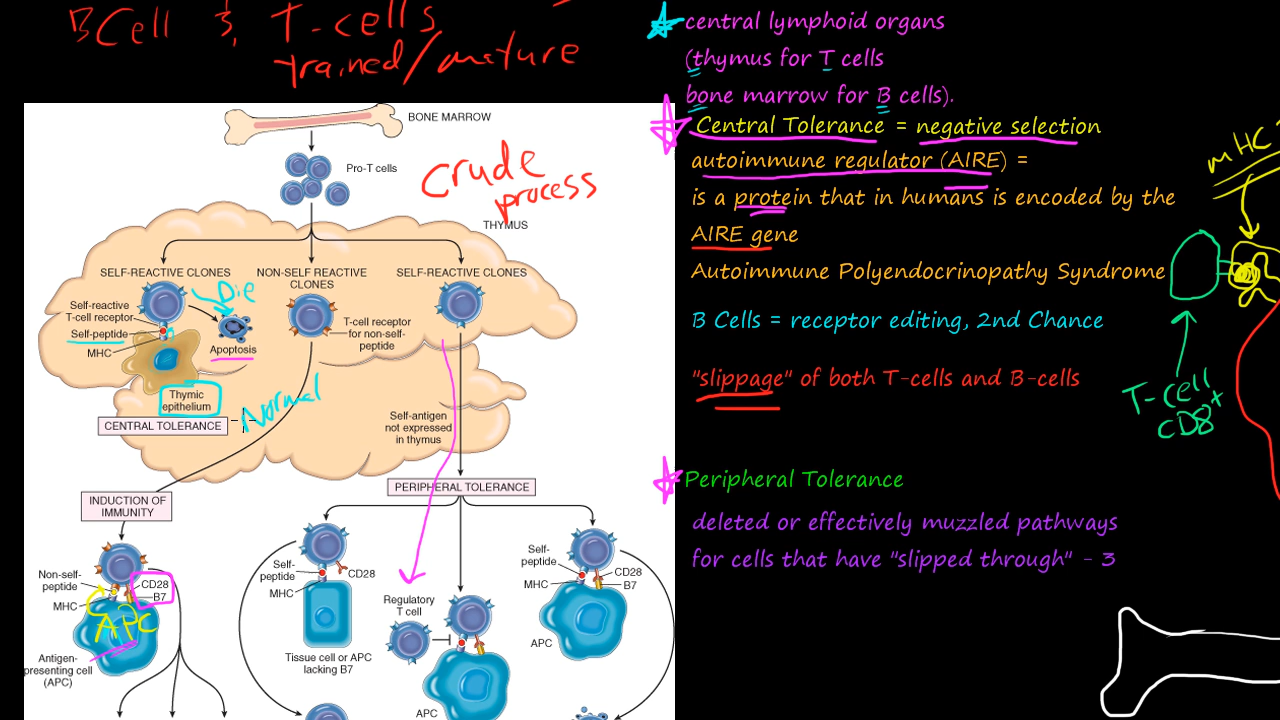 BCell & T-cells
trained/mature
BONE MARROW
Pro-T cells
Crude
process
THYMUS
SELF-REACTIVE CLONES
NON-SELF REACTIVE
CLONES
SELF-REACTIVE CLONES
Die
Self-reactive
T-cell receptor
Self-peptide
MHC
Apoptosis
T-cell receptor
for non-self-
peptide
Thymic
epithelium
Normal
CENTRAL TOLERANCE
Self-antigen
not expressed
in thymus
INDUCTION OF
IMMUNITY
PERIPHERAL TOLERANCE
Non-self-
peptide
CD28
B7
MHC
APC
Antigen-
presenting cell
(APC)
Self-
peptide
CD28
MHC
Tissue cell or APC
lacking B7
Regulatory
T cell
APC
Self-
peptide
CD28
MHC
B7
APC
central lymphoid organs
(thymus for T cells
bone marrow for B cells).
Central Tolerance = negative selection
autoimmune regulator (AIRE) =
is a protein that in humans is encoded by the
AIRE gene
Autoimmune Polyendocrinopathy Syndrome
B Cells = receptor editing, 2nd Chance
"slippage" of both T-cells and B-cells
Peripheral Tolerance
deleted or effectively muzzled pathways
for cells that have "slipped through" - 3
MHC
T-cell
CD8+